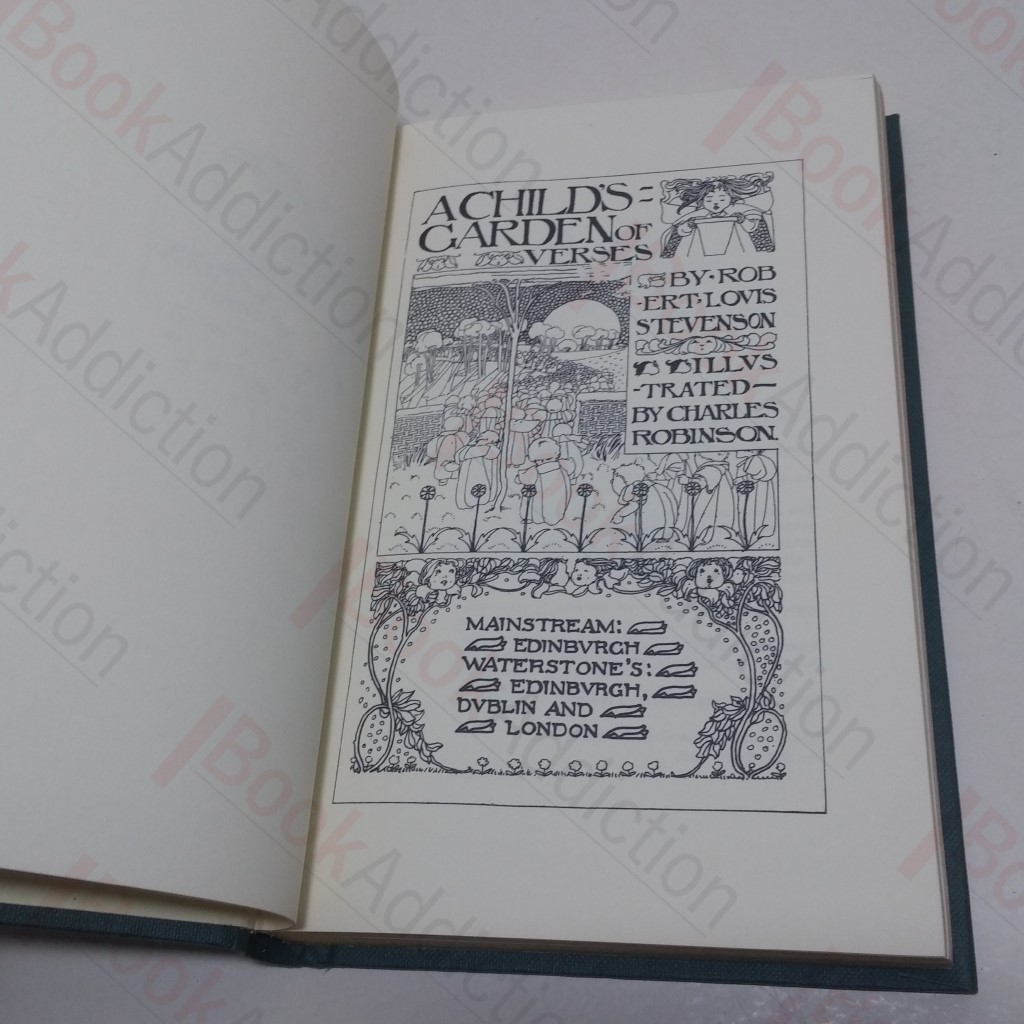 A CHILD'S
GARDEN OF
VERSES
BY·ROB
-ERT·LOVIS
STEVENSON
ILLVS
-TRATED—
BY CHARLES
ROBINSON.
MAINSTREAM:
EDINBVRGH
WATERSTONE'S:
EDINBVRGH,
DVBLIN AND
LONDON
BookAddiction